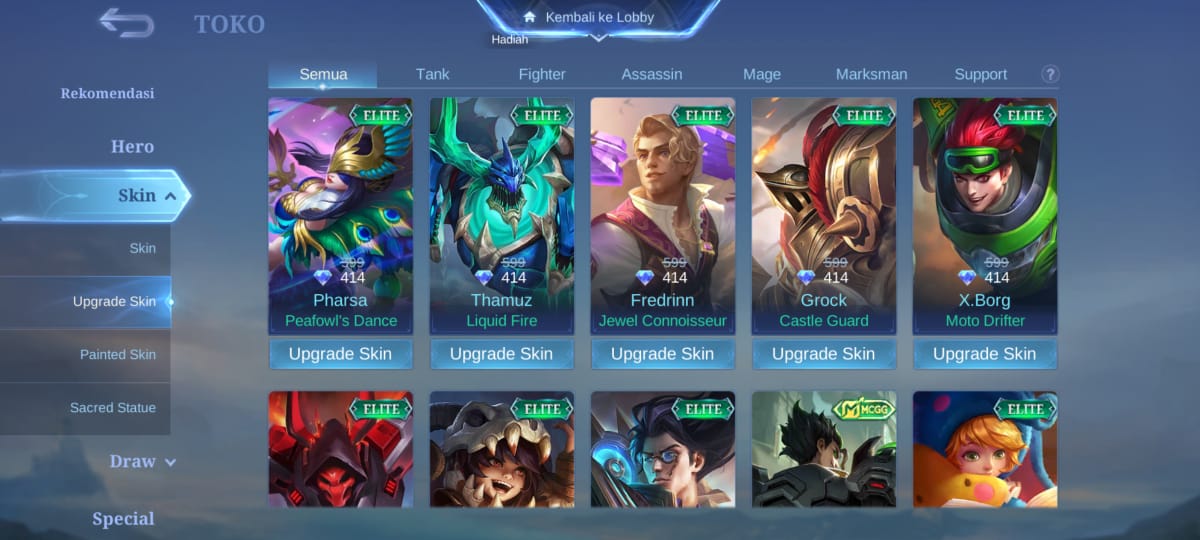 TOKO
Kembali ke Lobby
Hadiah
Rekomendasi
Hero
Skin
Skin
Upgrade Skin
Painted Skin
Sacred Statue
Draw
Special
Semua Tank Fighter Assassin Mage Marksman Support ?
ELITE ELITE ELITE ELITE ELITE
599 599 599 599 599
414 414 414 414 414
Pharsa Thamuz Fredrinn Grock X.Borg
Peafowl's Dance Liquid Fire Jewel Connoisseur Castle Guard Moto Drifter
Upgrade Skin Upgrade Skin Upgrade Skin Upgrade Skin Upgrade Skin
ELITE ELITE ELITE MCGG ELITE